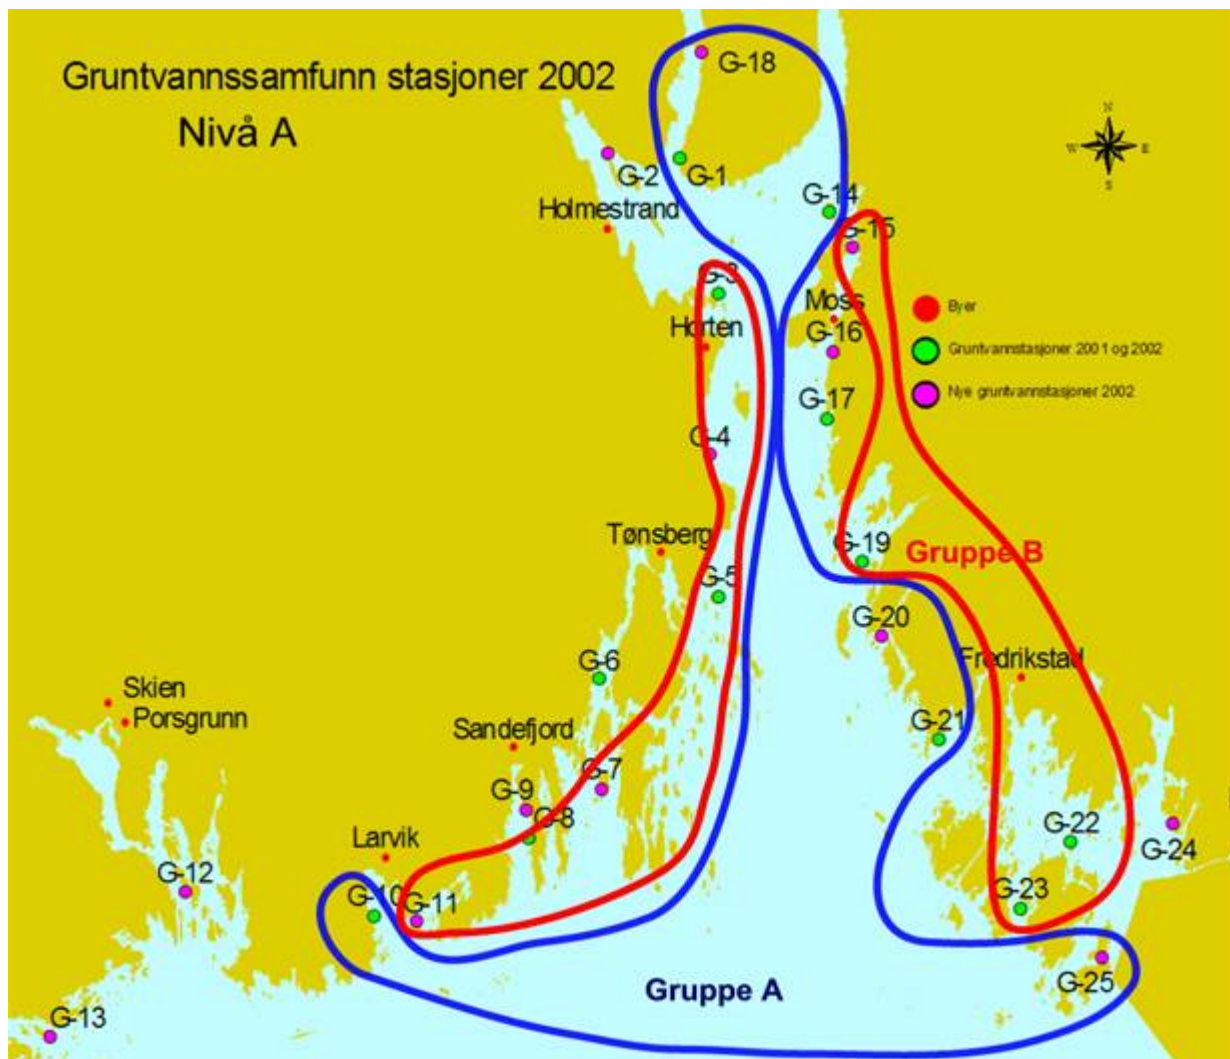 Gruntvannssamfunn stasjoner 2002
Nivå A
G-18
N
W
E
S
G-2
G-1
Holmestrand
G-14
G-15
G-3
Moss
Byer
Horten
G-16
Gruntvannstasjoner 2001 og 2002
Nye gruntvannstasjoner 2002
G-17
G-4
Tønsberg
G-19
Gruppe B
G-5
G-20
G-6
Fredrikstad
Skien
Porsgrunn
Sandefjord
G-21
G-7
G-9
G-8
Larvik
G-22
G-24
G-12
G-10
G-11
G-23
Gruppe A
G-25
G-13